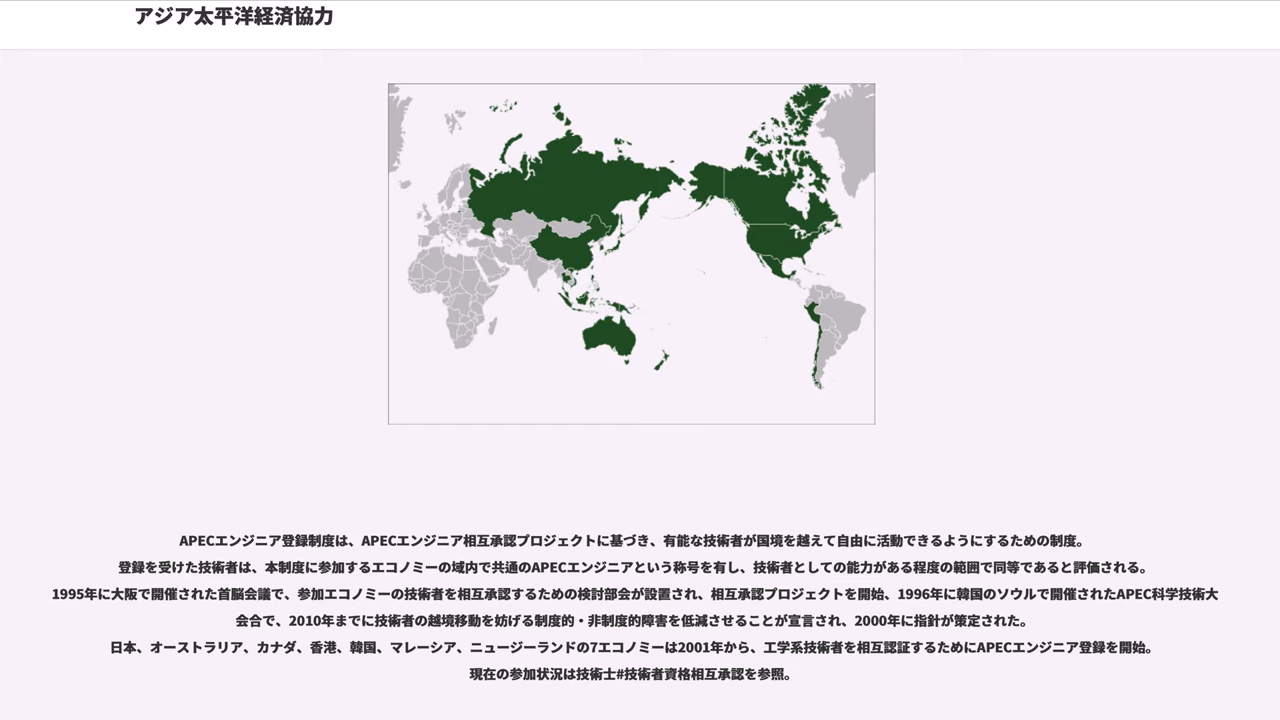 アジア太平洋経済協力
APECエンジニア登録制度は、APECエンジニア相互承認プロジェクトに基づき、有能な技術者が国境を越えて自由に活動できるようにするための制度。
登録を受けた技術者は、本制度に参加するエコノミーの域内で共通のAPECエンジニアという称号を有し、技術者としての能力がある程度の範囲で同等であると評価される。
1995年に大阪で開催された首脳会議で、参加エコノミーの技術者を相互承認するための検討部会が設置され、相互承認プロジェクトを開始、1996年に韓国のソウルで開催されたAPEC科学技術大
会合で、2010年までに技術者の越境移動を妨げる制度的・非制度的障害を低減させることが宣言され、2000年に指針が策定された。
日本、オーストラリア、カナダ、香港、韓国、マレーシア、ニュージーランドの7エコノミーは2001年から、工学系技術者を相互認証するためにAPECエンジニア登録を開始。
現在の参加状況は技術士#技術者資格相互承認を参照。